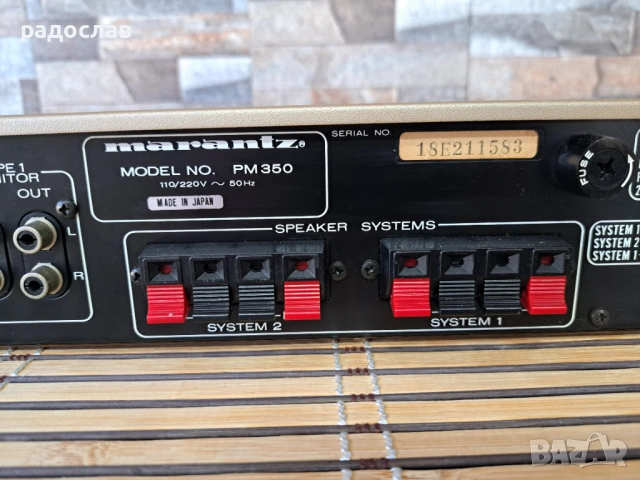 радослав
marantz®
MODEL NO. PM350
110/220V ~ 50Hz
MADE IN JAPAN
SERIAL NO.
18E2115S3
FUSE
OUT
L
R
SPEAKER SYSTEMS
SYSTEM 2
SYSTEM 1
SYSTEM 1
SYSTEM 2
SYSTEM 1
BAZAR